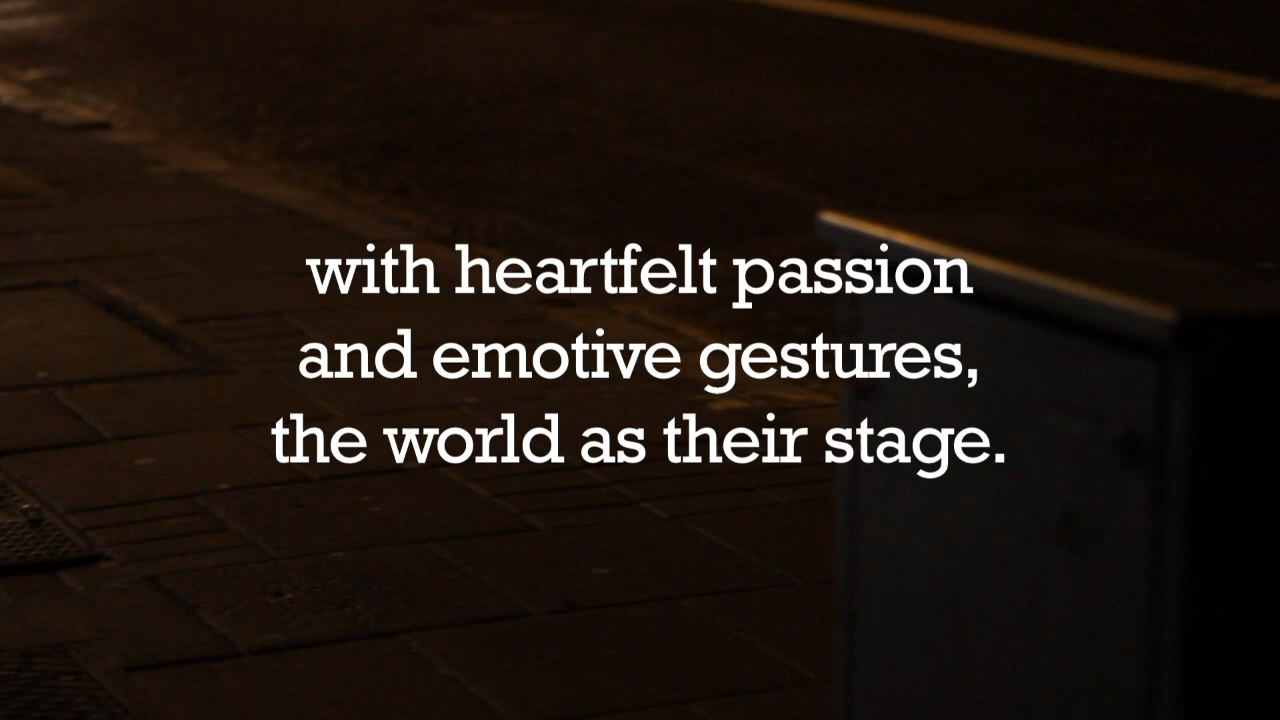 with heartfelt passion
and emotive gestures,
the world as their stage.